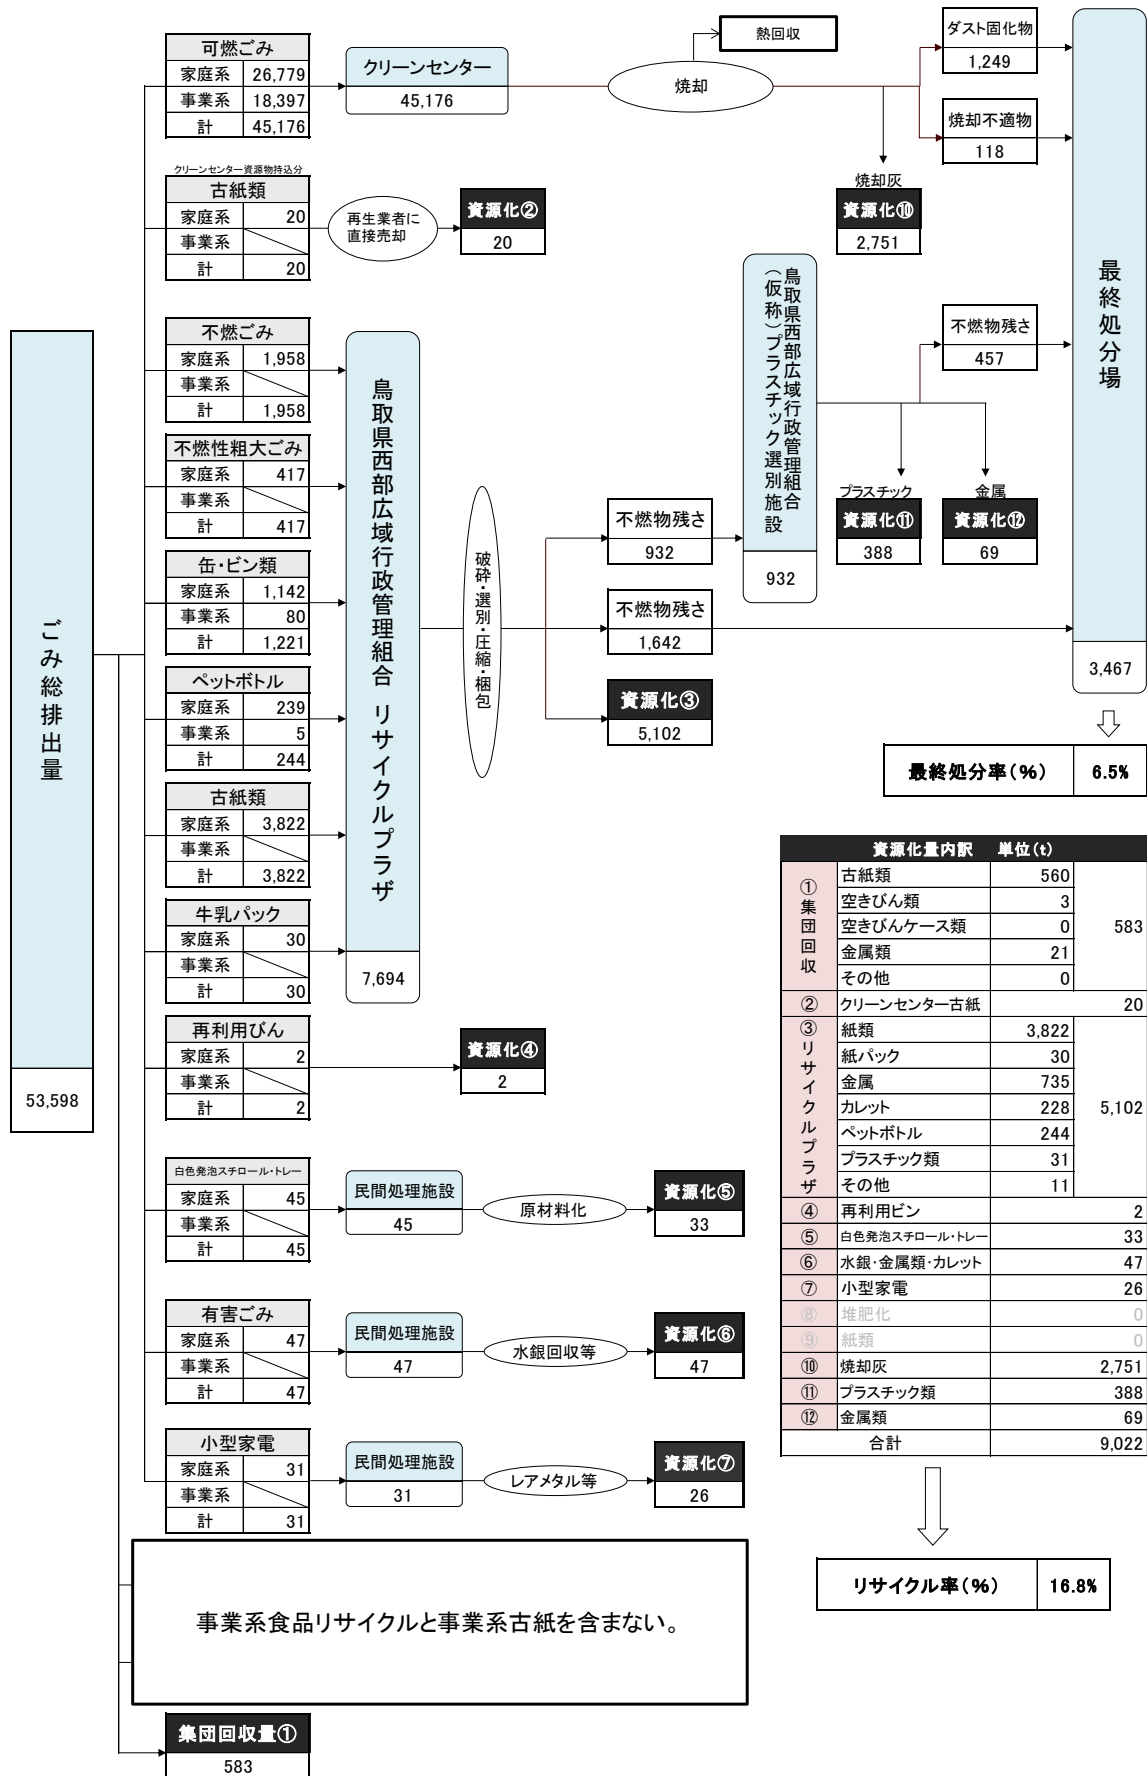 ごみ総排出量
53,598
可燃ごみ
家庭系 26,779
事業系 18,397
計 45,176
クリーンセンター
45,176
焼却
熱回収
ダスト固化物
1,249
焼却不適物
118
焼却灰
資源化⑩
2,751
クリーンセンター資源物持込分
古紙類
家庭系 20
事業系
計 20
再生業者に
直接売却
資源化②
20
不燃ごみ
家庭系 1,958
事業系
計 1,958
不燃性粗大ごみ
家庭系 417
事業系
計 417
缶・ビン類
家庭系 1,142
事業系 80
計 1,221
ペットボトル
家庭系 239
事業系 5
計 244
古紙類
家庭系 3,822
事業系
計 3,822
牛乳パック
家庭系 30
事業系
計 30
鳥取県西部広域行政管理組合 リサイクルプラザ
7,694
破砕・選別・圧縮・梱包
不燃物残さ
932
不燃物残さ
1,642
資源化③
5,102
鳥取県西部広域行政管理組合
（仮称）プラスチック選別施設
932
プラスチック
資源化⑪
388
金属
資源化⑫
69
不燃物残さ
457
最終処分場
3,467
最終処分率（%） 6.5%
再利用びん
家庭系 2
事業系
計 2
資源化④
2
白色発泡スチロール・トレー
家庭系 45
事業系
計 45
民間処理施設
45
原材料化
資源化⑤
33
有害ごみ
家庭系 47
事業系
計 47
民間処理施設
47
水銀回収等
資源化⑥
47
小型家電
家庭系 31
事業系
計 31
民間処理施設
31
レアメタル等
資源化⑦
26
事業系食品リサイクルと事業系古紙を含まない。
集団回収量①
583
資源化量内訳 単位(t)
①集団回収
古紙類 560
空きびん類 3
空きびんケース類 0
金属類 21
その他 0
583
② クリーンセンター古紙 20
③リサイクルプラザ
紙類 3,822
紙パック 30
金属 735
カレット 228
ペットボトル 244
プラスチック類 31
その他 11
5,102
④ 再利用ビン 2
⑤ 白色発泡スチロール・トレー 33
⑥ 水銀・金属類・カレット 47
⑦ 小型家電 26
⑧ 堆肥化 0
⑨ 紙類 0
⑩ 焼却灰 2,751
⑪ プラスチック類 388
⑫ 金属類 69
合計 9,022
リサイクル率（%） 16.8%